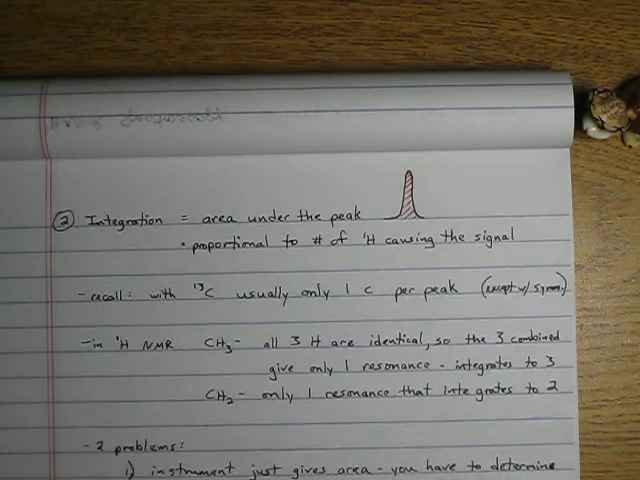 ② Integration = area under the peak
• proportional to # of ¹H causing the signal
- recall: with ¹³C usually only 1 C per peak (except w/ symm.)
- in ¹H NMR CH₃ - all 3 H are identical, so the 3 combined
give only 1 resonance - integrates to 3
CH₂ - only 1 resonance that integrates to 2
- 2 problems:
1) instrument just gives area - you have to determine